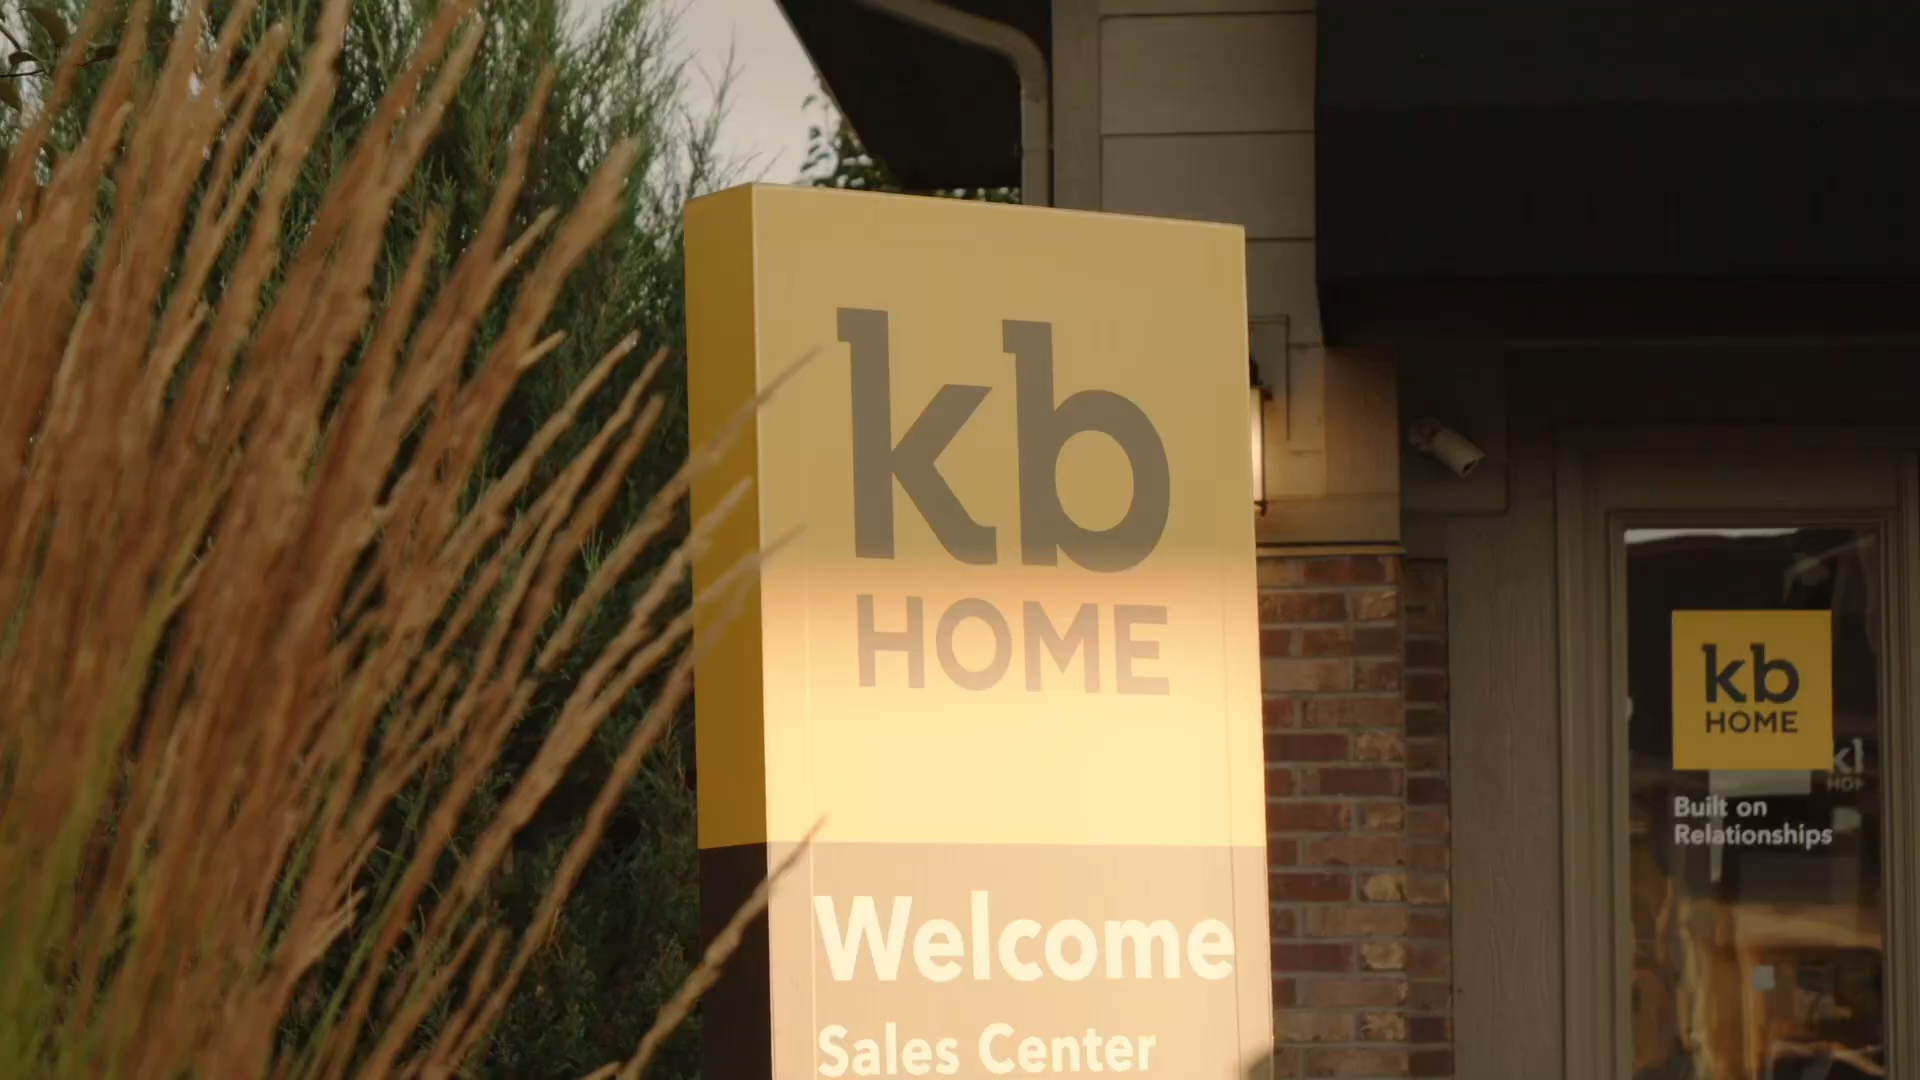 kb
HOME
Welcome
Sales Center
kb
HOME
Built on
Relationships